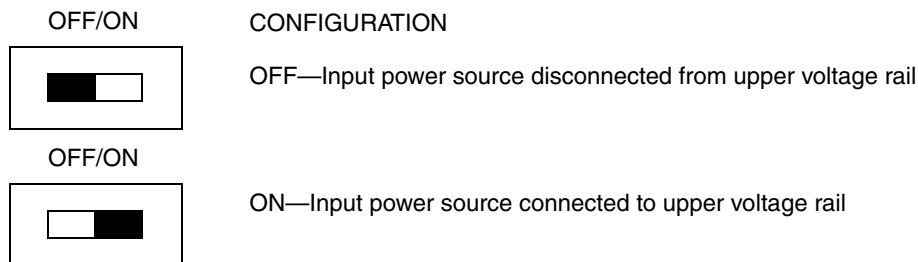 OFF/ON CONFIGURATION
OFF—Input power source disconnected from upper voltage rail
OFF/ON
ON—Input power source connected to upper voltage rail